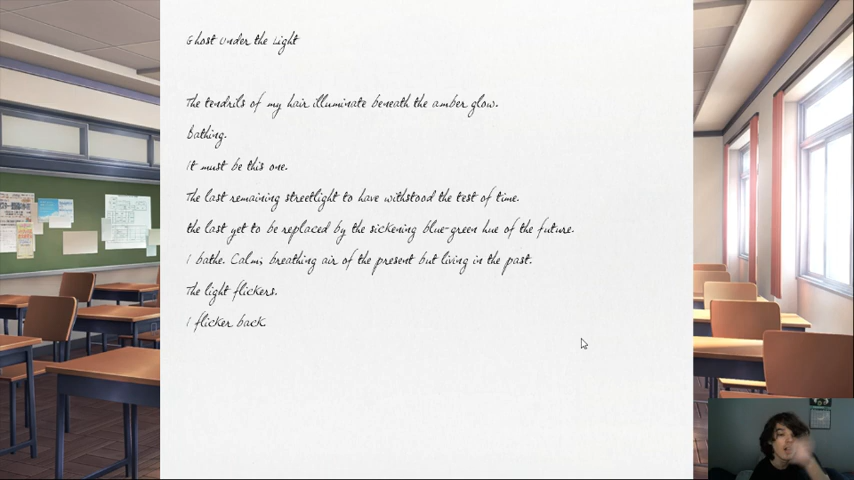 Ghost Under the Light
The tendrils of my hair illuminate beneath the amber glow.
Bathing.
It must be this one.
The last remaining streetlight to have withstood the test of time.
the last yet to be replaced by the sickening blue-green hue of the future.
I bathe. Calm; breathing air of the present but living in the past.
The light flickers.
I flicker back.